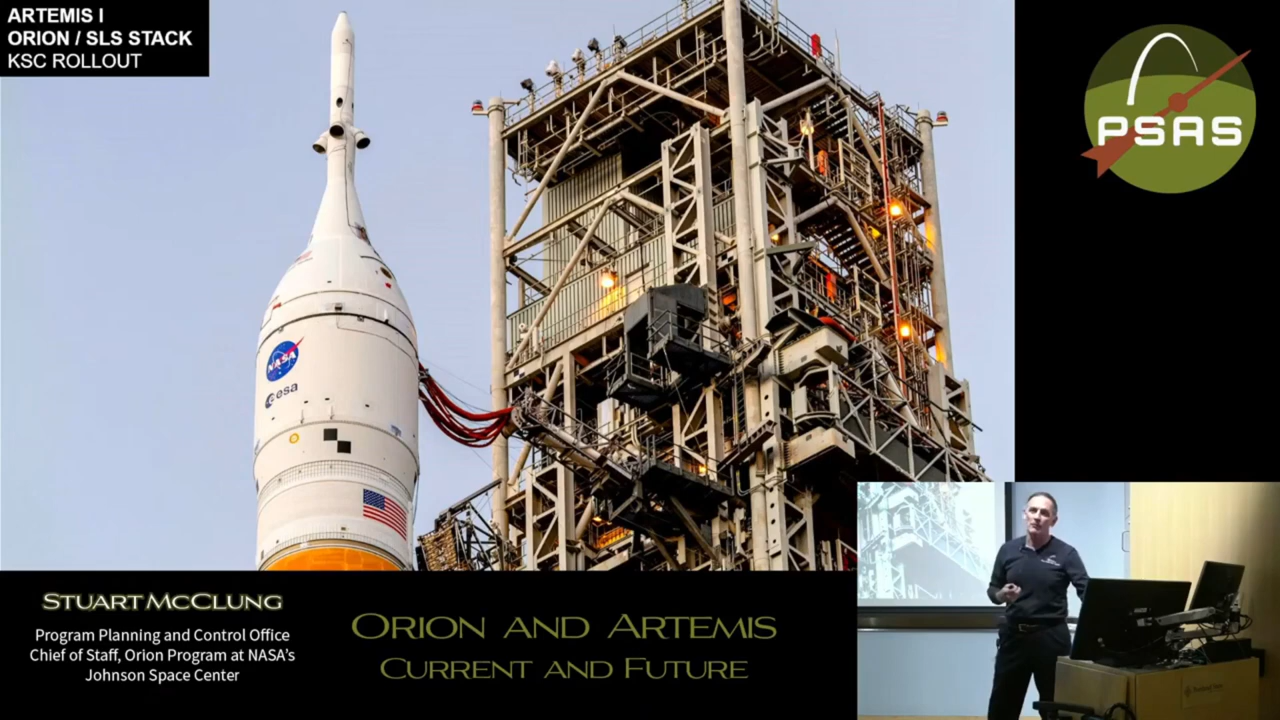 ARTEMIS I
ORION / SLS STACK
KSC ROLLOUT
PSAS
NASA
esa
STUART MCCLUNG
Program Planning and Control Office
Chief of Staff, Orion Program at NASA's
Johnson Space Center
ORION AND ARTEMIS
CURRENT AND FUTURE